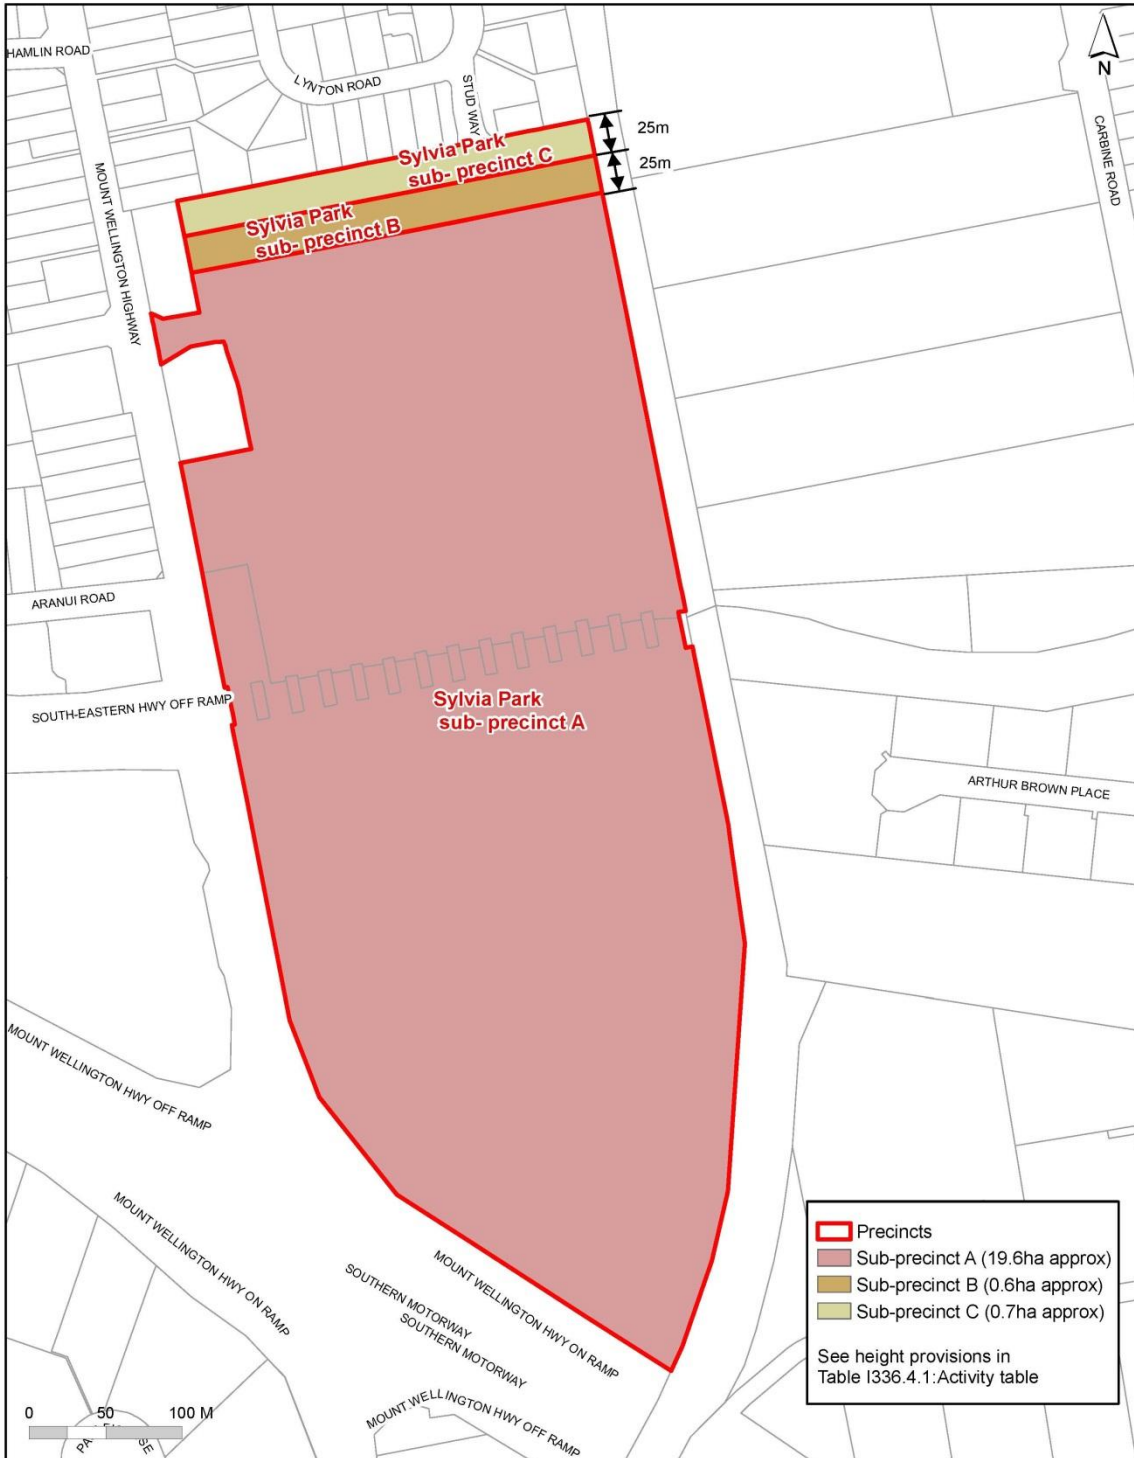 HAMLIN ROAD
LYNTON ROAD
STUD WAY
N
CARBINE ROAD
MOUNT WELLINGTON HIGHWAY
25m
25m
Sylvia Park
sub- precinct C
Sylvia Park
sub- precinct B
ARANUI ROAD
SOUTH-EASTERN HWY OFF RAMP
Sylvia Park
sub- precinct A
ARTHUR BROWN PLACE
MOUNT WELLINGTON HWY OFF RAMP
MOUNT WELLINGTON HWY ON RAMP
MOUNT WELLINGTON HWY ON RAMP
SOUTHERN MOTORWAY
SOUTHERN MOTORWAY
MOUNT WELLINGTON HWY OFF RAMP
Precincts
Sub-precinct A (19.6ha approx)
Sub-precinct B (0.6ha approx)
Sub-precinct C (0.7ha approx)
See height provisions in
Table I336.4.1:Activity table
0 50 100 M